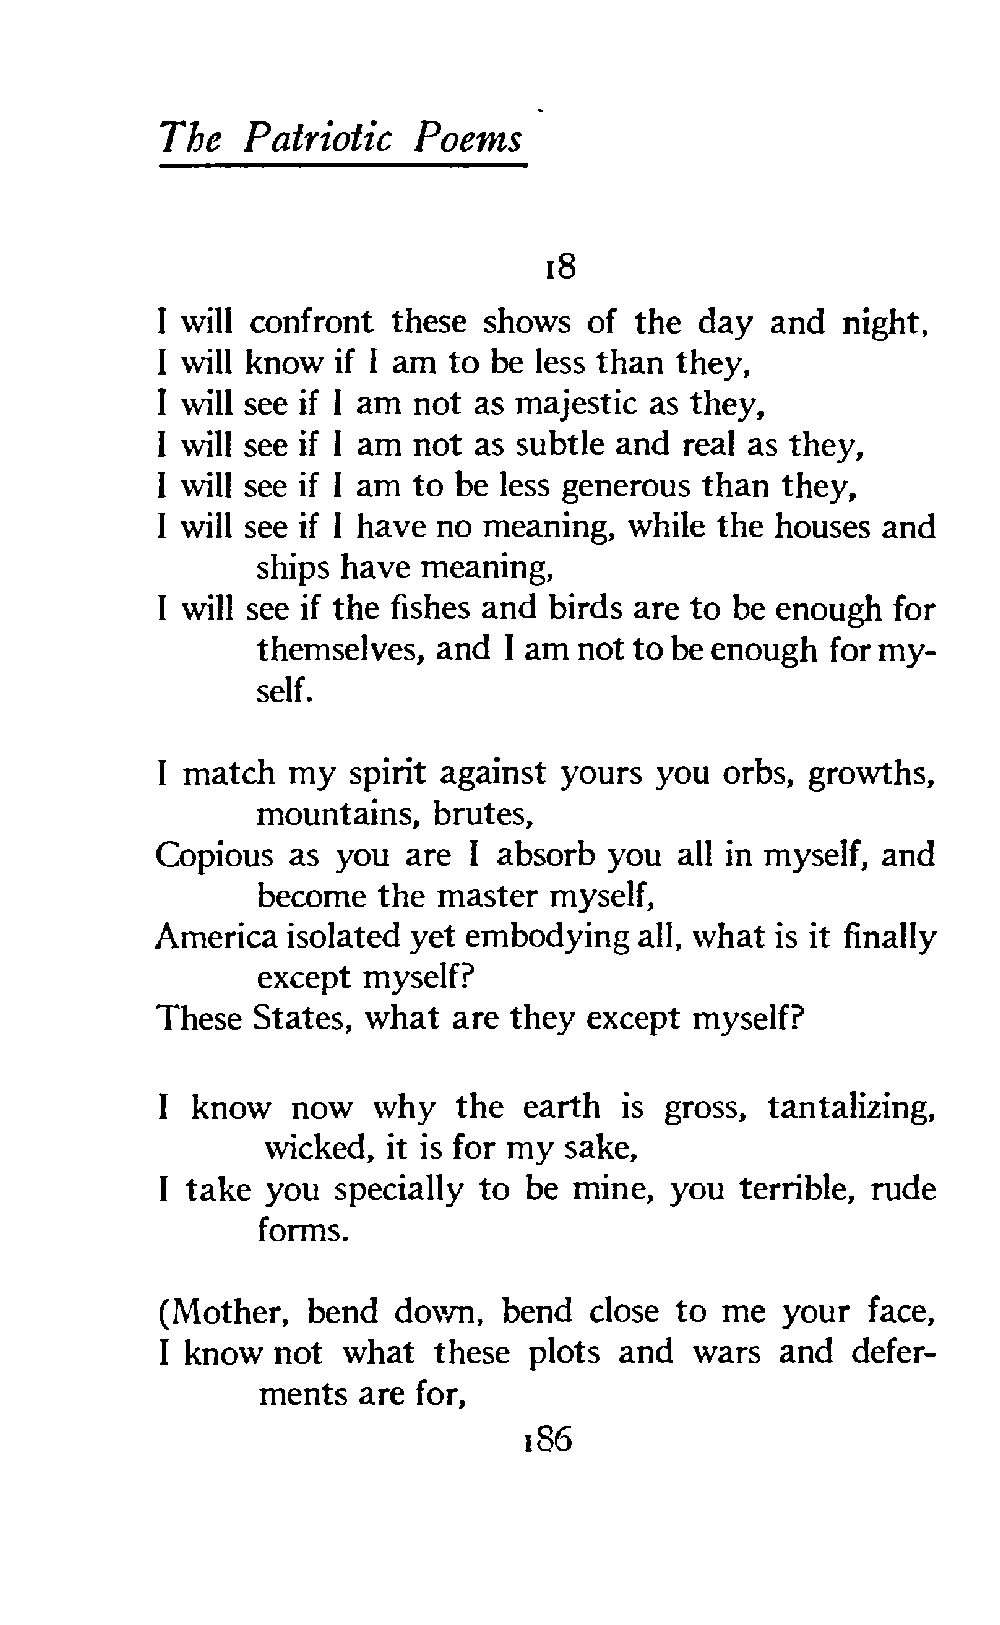 The Patriotic Poems
18
I will confront these shows of the day and night,
I will know if I am to be less than they,
I will see if I am not as majestic as they,
I will see if I am not as subtle and real as they,
I will see if I am to be less generous than they,
I will see if I have no meaning, while the houses and
ships have meaning,
I will see if the fishes and birds are to be enough for
themselves, and I am not to be enough for my-
self.
I match my spirit against yours you orbs, growths,
mountains, brutes,
Copious as you are I absorb you all in myself, and
become the master myself,
America isolated yet embodying all, what is it finally
except myself?
These States, what are they except myself?
I know now why the earth is gross, tantalizing,
wicked, it is for my sake,
I take you specially to be mine, you terrible, rude
forms.
(Mother, bend down, bend close to me your face,
I know not what these plots and wars and defer-
ments are for,
186